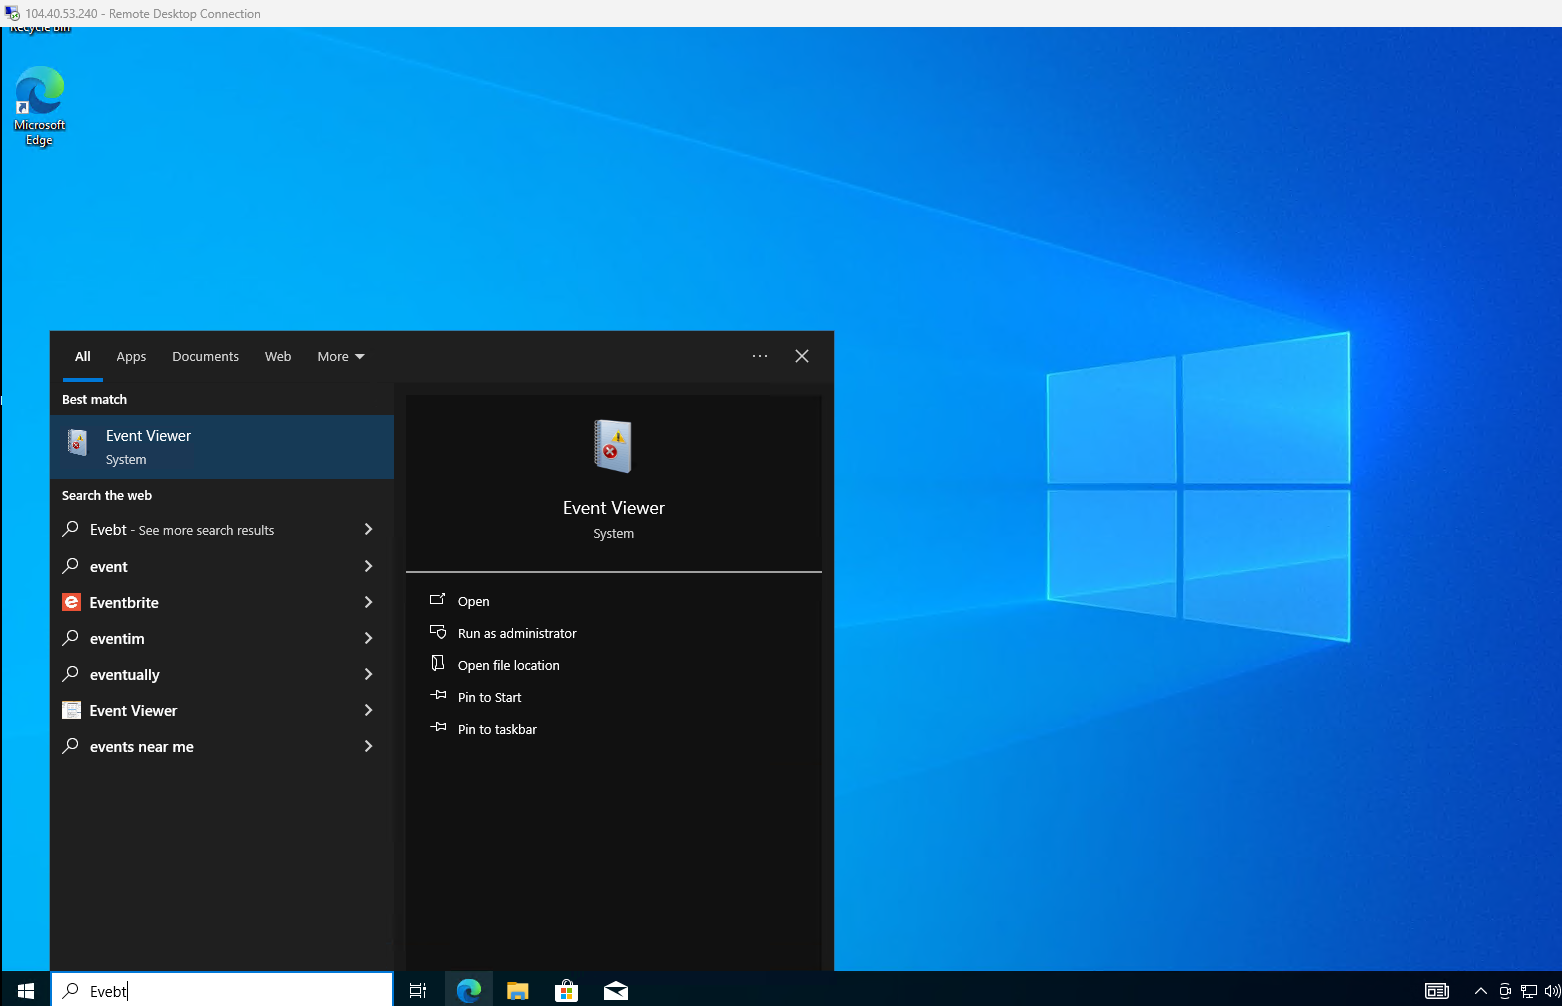 104.40.53.240 - Remote Desktop Connection
Recycle Bin
Microsoft
Edge
All
Apps
Documents
Web
More
Best match
Event Viewer
System
Search the web
Evebt - See more search results
event
Eventbrite
eventim
eventually
Event Viewer
events near me
Event Viewer
System
Open
Run as administrator
Open file location
Pin to Start
Pin to taskbar
Evebt